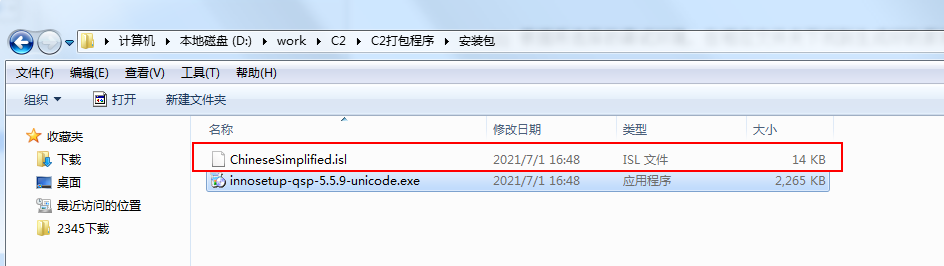 计算机 本地磁盘 (D:) work C2 C2打包程序 安装包
文件(F) 编辑(E) 查看(V) 工具(T) 帮助(H)
组织 打开 新建文件夹
收藏夹
下载
桌面
最近访问的位置
2345下载
名称 修改日期 类型 大小
ChineseSimplified.isl 2021/7/1 16:48 ISL 文件 14 KB
innosetup-qsp-5.5.9-unicode.exe 2021/7/1 16:48 应用程序 2,265 KB